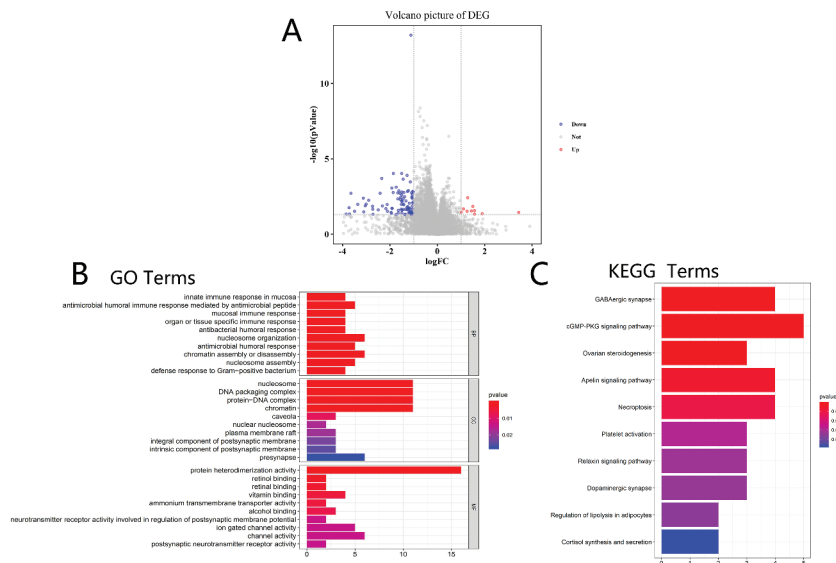 A
Volcano picture of DEG
10
5
0
-log10(pValue)
-4
-2
0
2
4
logFC
Down
Not
Up
B
GO Terms
innate immune response in mucosa
antimicrobial humoral immune response mediated by antimicrobial peptide
mucosal immune response
organ or tissue specific immune response
antibacterial humoral response
nucleosome organization
antimicrobial humoral response
chromatin assembly or disassembly
nucleosome assembly
defense response to Gram-positive bacterium
BP
nucleosome
DNA packaging complex
protein-DNA complex
chromatin
caveola
nuclear nucleosome
plasma membrane raft
integral component of postsynaptic membrane
intrinsic component of postsynaptic membrane
presynapse
CC
protein heterodimerization activity
retinol binding
retinal binding
vitamin binding
ammonium transmembrane transporter activity
alcohol binding
neurotransmitter receptor activity involved in regulation of postsynaptic membrane potential
ion gated channel activity
channel activity
postsynaptic neurotransmitter receptor activity
MF
0
5
10
15
pvalue
0.01
0.02
C
KEGG Terms
GABAergic synapse
cGMP-PKG signaling pathway
Ovarian steroidogenesis
Apelin signaling pathway
Necroptosis
Platelet activation
Relaxin signaling pathway
Dopaminergic synapse
Regulation of lipolysis in adipocytes
Cortisol synthesis and secretion
pvalue